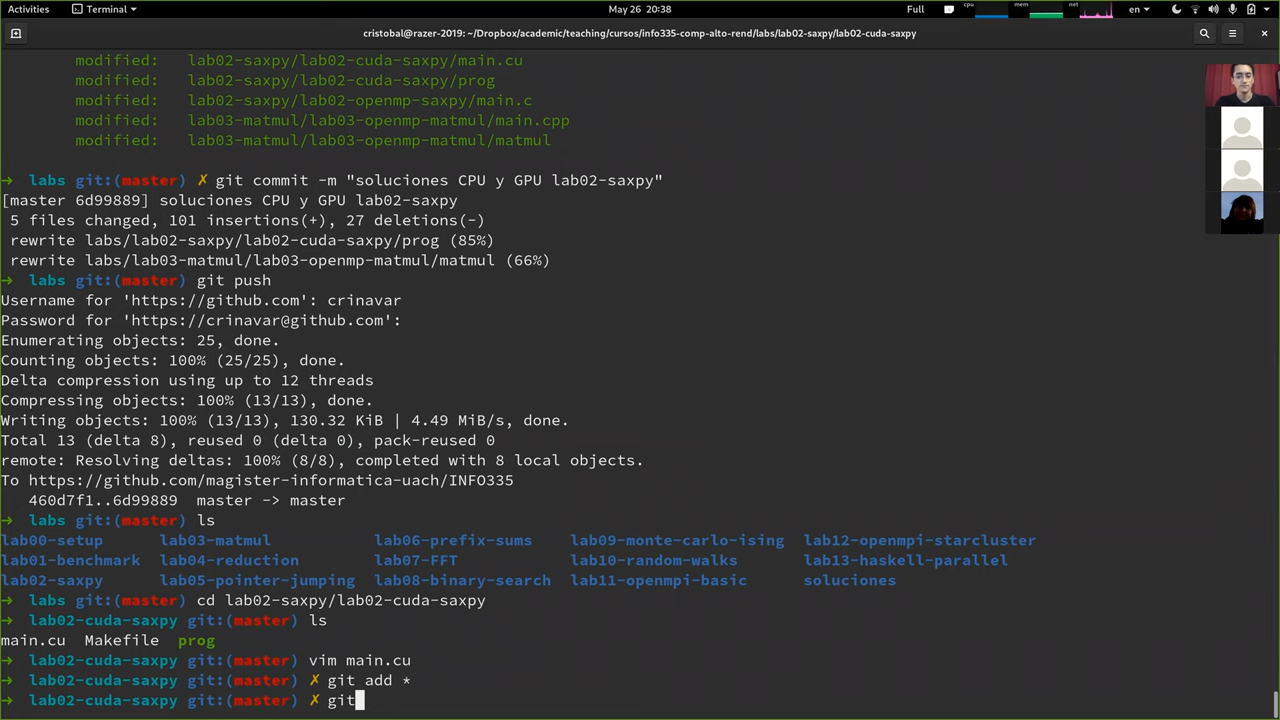 Activities
Terminal
May 26 20:38
Full
cpu
mem
net
en
cristobal@razer-2019: ~/Dropbox/academic/teaching/cursos/info335-comp-alto-rend/labs/lab02-saxpy/lab02-cuda-saxpy
modified:   lab02-saxpy/lab02-cuda-saxpy/main.cu
modified:   lab02-saxpy/lab02-cuda-saxpy/prog
modified:   lab02-saxpy/lab02-openmp-saxpy/main.c
modified:   lab03-matmul/lab03-openmp-matmul/main.cpp
modified:   lab03-matmul/lab03-openmp-matmul/matmul
→  labs git:(master) ✗ git commit -m "soluciones CPU y GPU lab02-saxpy"
[master 6d99889] soluciones CPU y GPU lab02-saxpy
 5 files changed, 101 insertions(+), 27 deletions(-)
 rewrite labs/lab02-saxpy/lab02-cuda-saxpy/prog (85%)
 rewrite labs/lab03-matmul/lab03-openmp-matmul/matmul (66%)
→  labs git:(master) git push
Username for 'https://github.com': crinavar
Password for 'https://crinavar@github.com':
Enumerating objects: 25, done.
Counting objects: 100% (25/25), done.
Delta compression using up to 12 threads
Compressing objects: 100% (13/13), done.
Writing objects: 100% (13/13), 130.32 KiB | 4.49 MiB/s, done.
Total 13 (delta 8), reused 0 (delta 0), pack-reused 0
remote: Resolving deltas: 100% (8/8), completed with 8 local objects.
To https://github.com/magister-informatica-uach/INFO335
   460d7f1..6d99889  master -> master
→  labs git:(master) ls
lab00-setup      lab03-matmul           lab06-prefix-sums    lab09-monte-carlo-ising  lab12-openmpi-starcluster
lab01-benchmark  lab04-reduction        lab07-FFT            lab10-random-walks       lab13-haskell-parallel
lab02-saxpy      lab05-pointer-jumping  lab08-binary-search  lab11-openmpi-basic      soluciones
→  labs git:(master) cd lab02-saxpy/lab02-cuda-saxpy
→  lab02-cuda-saxpy git:(master) ls
main.cu  Makefile  prog
→  lab02-cuda-saxpy git:(master) vim main.cu
→  lab02-cuda-saxpy git:(master) ✗ git add *
→  lab02-cuda-saxpy git:(master) ✗ git